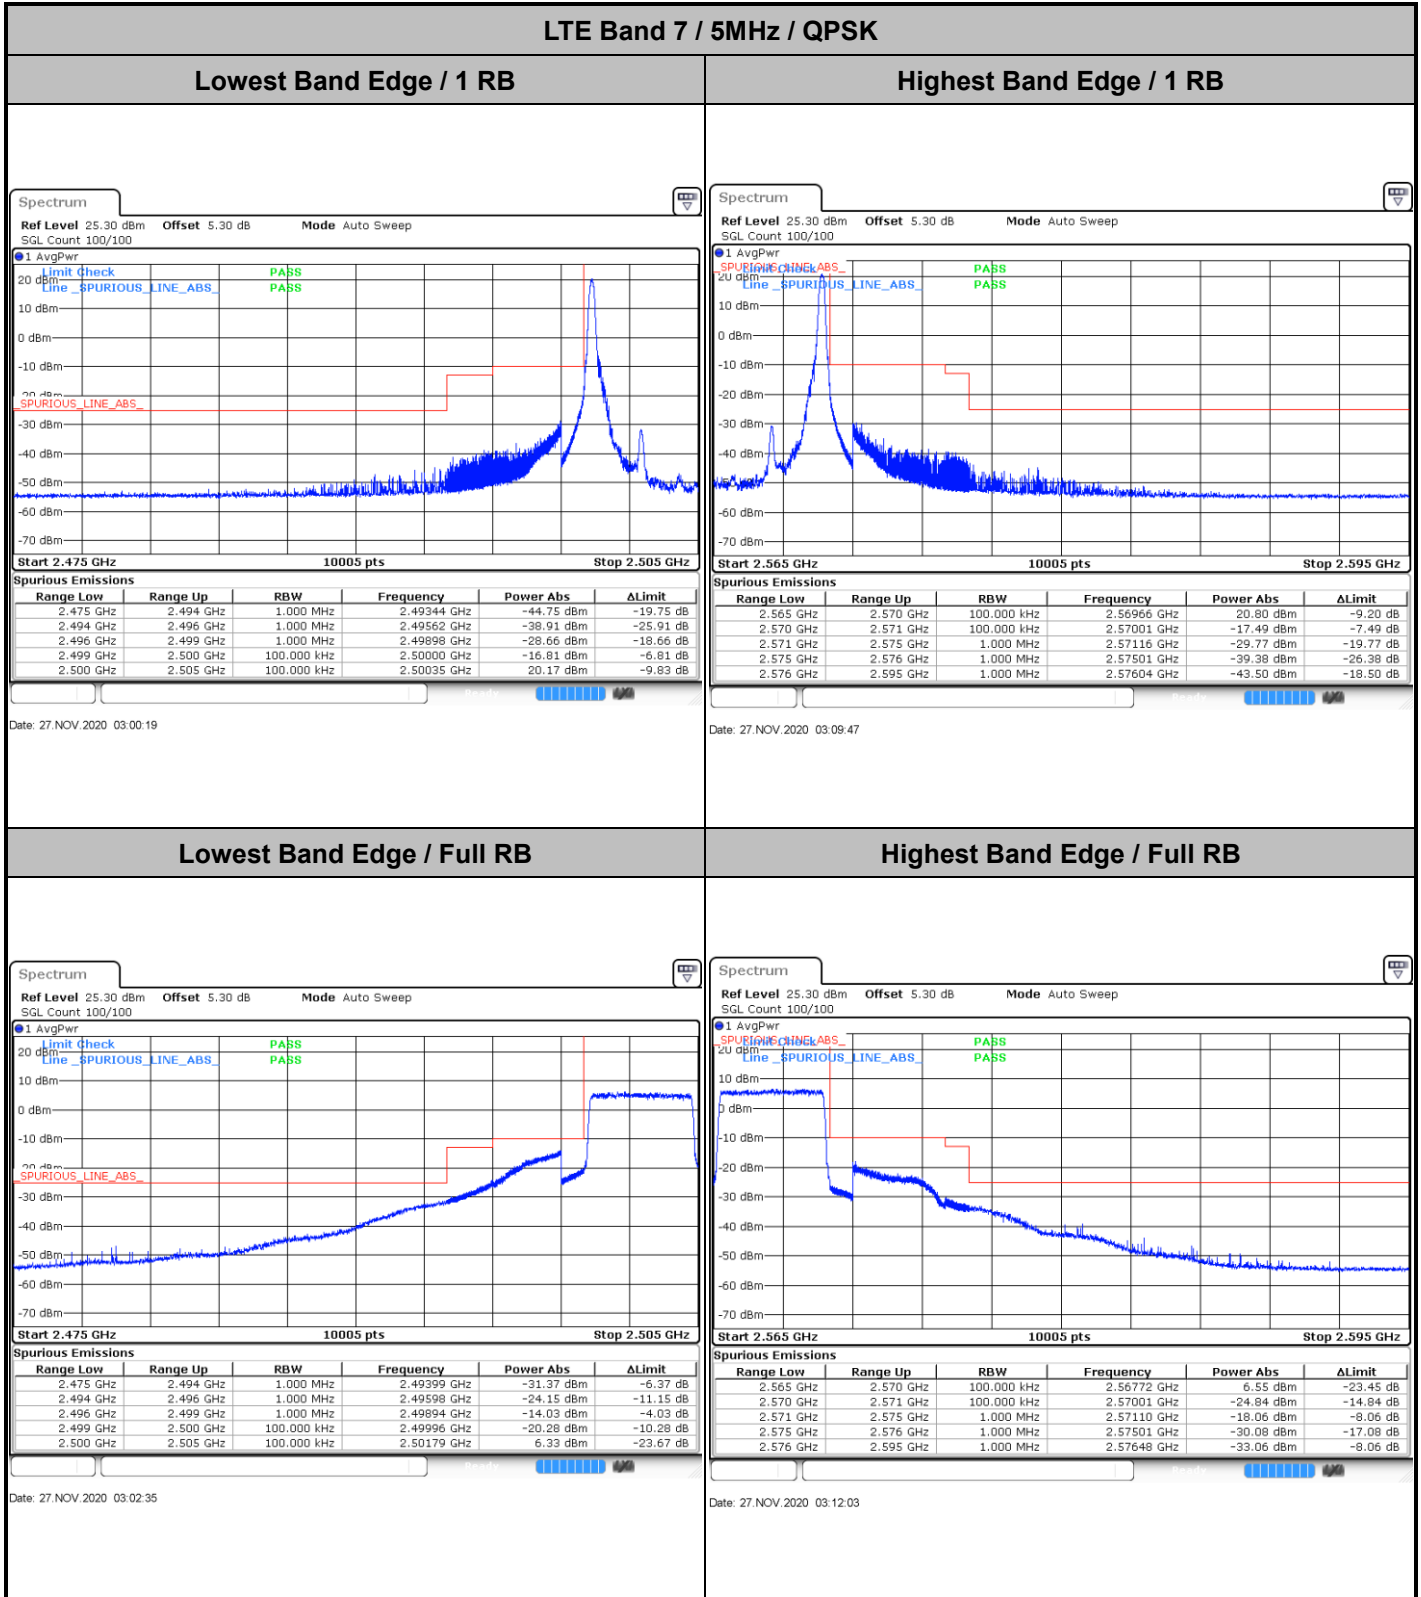 LTE Band 7 / 5MHz / QPSK
Lowest Band Edge / 1 RB
Highest Band Edge / 1 RB
Spectrum
Ref Level 25.30 dBm Offset 5.30 dB Mode Auto Sweep
SGL Count 100/100
1 AvgPwr
Limit Check PASS
Line _SPURIOUS_LINE_ABS_ PASS
20 dBm
10 dBm
0 dBm
-10 dBm
-20 dBm
_SPURIOUS_LINE_ABS_
-30 dBm
-40 dBm
-50 dBm
-60 dBm
-70 dBm
Start 2.475 GHz 10005 pts Stop 2.505 GHz
Spurious Emissions
Range Low Range Up RBW Frequency Power Abs ΔLimit
2.475 GHz 2.494 GHz 1.000 MHz 2.49344 GHz -44.75 dBm -19.75 dB
2.494 GHz 2.496 GHz 1.000 MHz 2.49562 GHz -38.91 dBm -25.91 dB
2.496 GHz 2.499 GHz 1.000 MHz 2.49898 GHz -28.66 dBm -18.66 dB
2.499 GHz 2.500 GHz 100.000 kHz 2.50000 GHz -16.81 dBm -6.81 dB
2.500 GHz 2.505 GHz 100.000 kHz 2.50035 GHz 20.17 dBm -9.83 dB
Ready
Date: 27.NOV.2020 03:00:19
Spectrum
Ref Level 25.30 dBm Offset 5.30 dB Mode Auto Sweep
SGL Count 100/100
1 AvgPwr
_SPURIOUS_LINE_ABS_
Limit Check PASS
Line _SPURIOUS_LINE_ABS_ PASS
20 dBm
10 dBm
0 dBm
-10 dBm
-20 dBm
-30 dBm
-40 dBm
-50 dBm
-60 dBm
-70 dBm
Start 2.565 GHz 10005 pts Stop 2.595 GHz
Spurious Emissions
Range Low Range Up RBW Frequency Power Abs ΔLimit
2.565 GHz 2.570 GHz 100.000 kHz 2.56966 GHz 20.80 dBm -9.20 dB
2.570 GHz 2.571 GHz 100.000 kHz 2.57001 GHz -17.49 dBm -7.49 dB
2.571 GHz 2.575 GHz 1.000 MHz 2.57116 GHz -29.77 dBm -19.77 dB
2.575 GHz 2.576 GHz 1.000 MHz 2.57501 GHz -39.38 dBm -26.38 dB
2.576 GHz 2.595 GHz 1.000 MHz 2.57604 GHz -43.50 dBm -18.50 dB
Ready
Date: 27.NOV.2020 03:09:47
Lowest Band Edge / Full RB
Highest Band Edge / Full RB
Spectrum
Ref Level 25.30 dBm Offset 5.30 dB Mode Auto Sweep
SGL Count 100/100
1 AvgPwr
Limit Check PASS
Line _SPURIOUS_LINE_ABS_ PASS
20 dBm
10 dBm
0 dBm
-10 dBm
-20 dBm
_SPURIOUS_LINE_ABS_
-30 dBm
-40 dBm
-50 dBm
-60 dBm
-70 dBm
Start 2.475 GHz 10005 pts Stop 2.505 GHz
Spurious Emissions
Range Low Range Up RBW Frequency Power Abs ΔLimit
2.475 GHz 2.494 GHz 1.000 MHz 2.49399 GHz -31.37 dBm -6.37 dB
2.494 GHz 2.496 GHz 1.000 MHz 2.49598 GHz -24.15 dBm -11.15 dB
2.496 GHz 2.499 GHz 1.000 MHz 2.49894 GHz -14.03 dBm -4.03 dB
2.499 GHz 2.500 GHz 100.000 kHz 2.49996 GHz -20.28 dBm -10.28 dB
2.500 GHz 2.505 GHz 100.000 kHz 2.50179 GHz 6.33 dBm -23.67 dB
Ready
Date: 27.NOV.2020 03:02:35
Spectrum
Ref Level 25.30 dBm Offset 5.30 dB Mode Auto Sweep
SGL Count 100/100
1 AvgPwr
_SPURIOUS_LINE_ABS_
Limit Check PASS
Line _SPURIOUS_LINE_ABS_ PASS
20 dBm
10 dBm
0 dBm
-10 dBm
-20 dBm
-30 dBm
-40 dBm
-50 dBm
-60 dBm
-70 dBm
Start 2.565 GHz 10005 pts Stop 2.595 GHz
Spurious Emissions
Range Low Range Up RBW Frequency Power Abs ΔLimit
2.565 GHz 2.570 GHz 100.000 kHz 2.56772 GHz 6.55 dBm -23.45 dB
2.570 GHz 2.571 GHz 100.000 kHz 2.57001 GHz -24.84 dBm -14.84 dB
2.571 GHz 2.575 GHz 1.000 MHz 2.57110 GHz -18.06 dBm -8.06 dB
2.575 GHz 2.576 GHz 1.000 MHz 2.57501 GHz -30.08 dBm -17.08 dB
2.576 GHz 2.595 GHz 1.000 MHz 2.57648 GHz -33.06 dBm -8.06 dB
Ready
Date: 27.NOV.2020 03:12:03